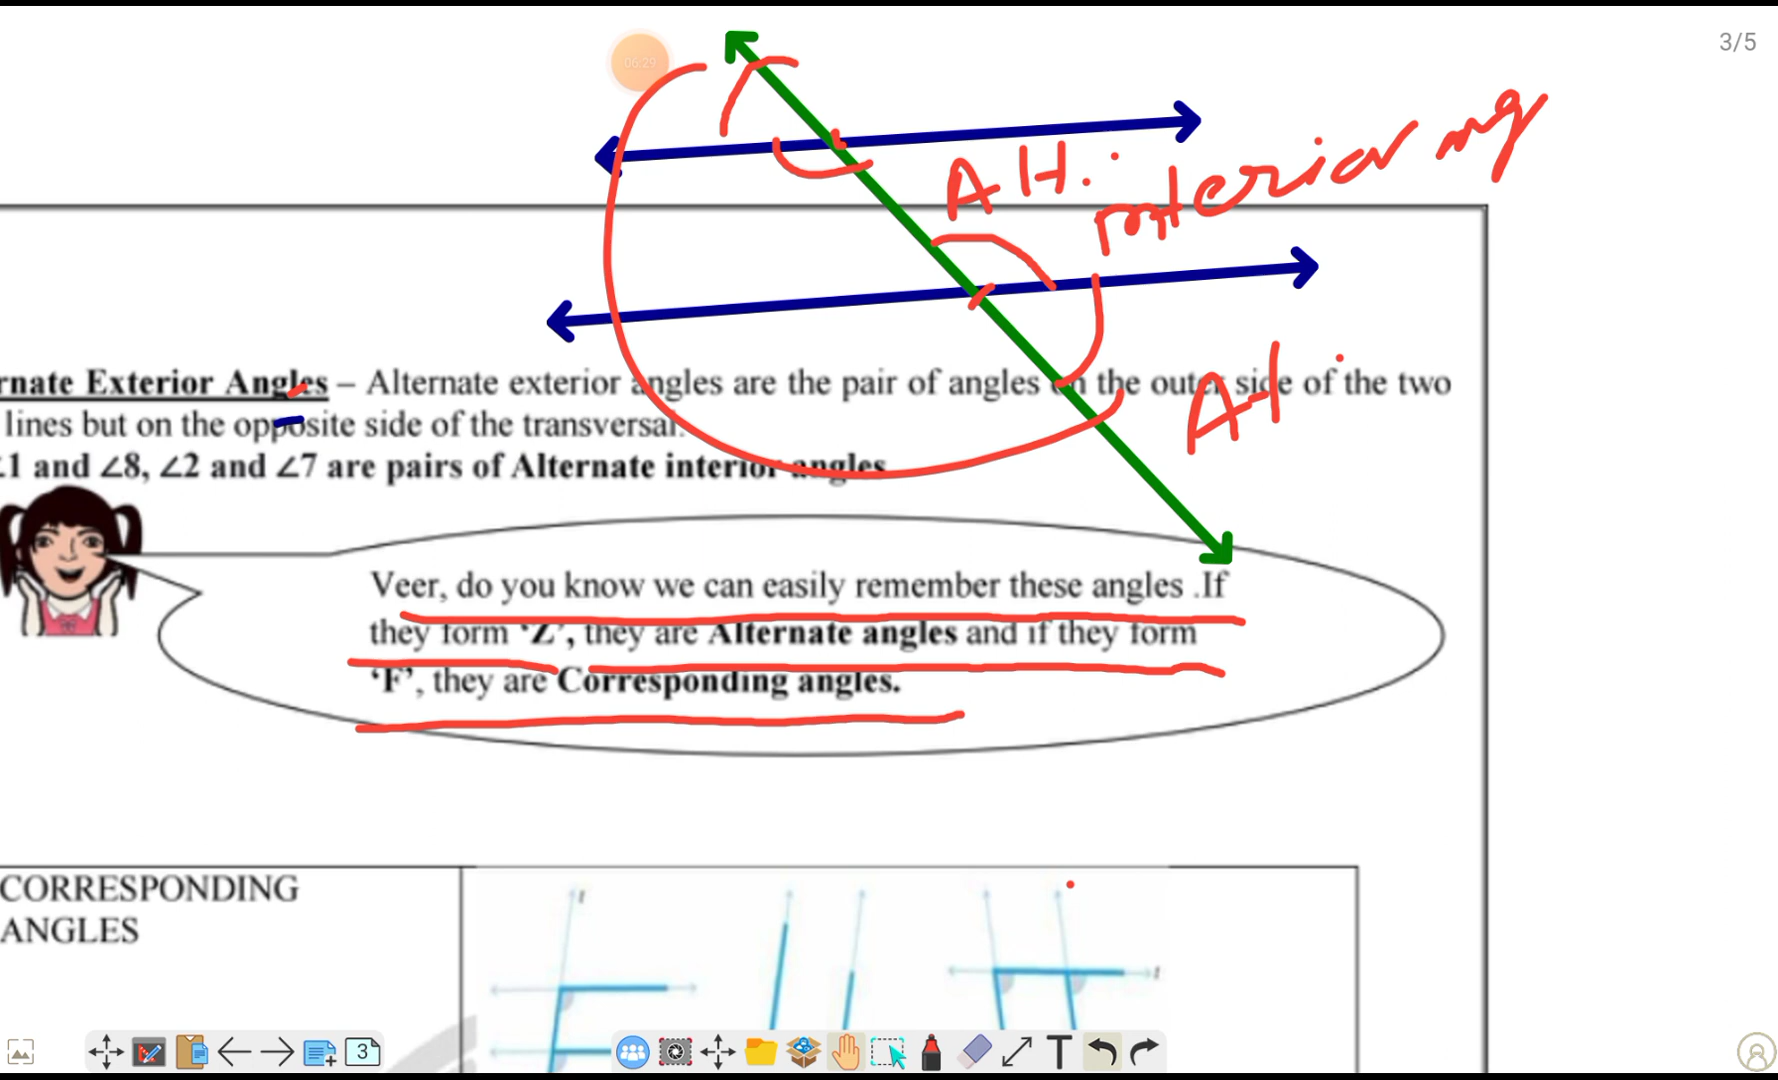 3/5
06:29
Alt.
interior ang
rnate Exterior Angles – Alternate exterior angles are the pair of angles on the outer side of the two
lines but on the opposite side of the transversal.
∠1 and ∠8, ∠2 and ∠7 are pairs of Alternate interior angles
Veer, do you know we can easily remember these angles .If
they form ‘Z’, they are Alternate angles and if they form
‘F’, they are Corresponding angles.
CORRESPONDING
ANGLES
t
t
3
T